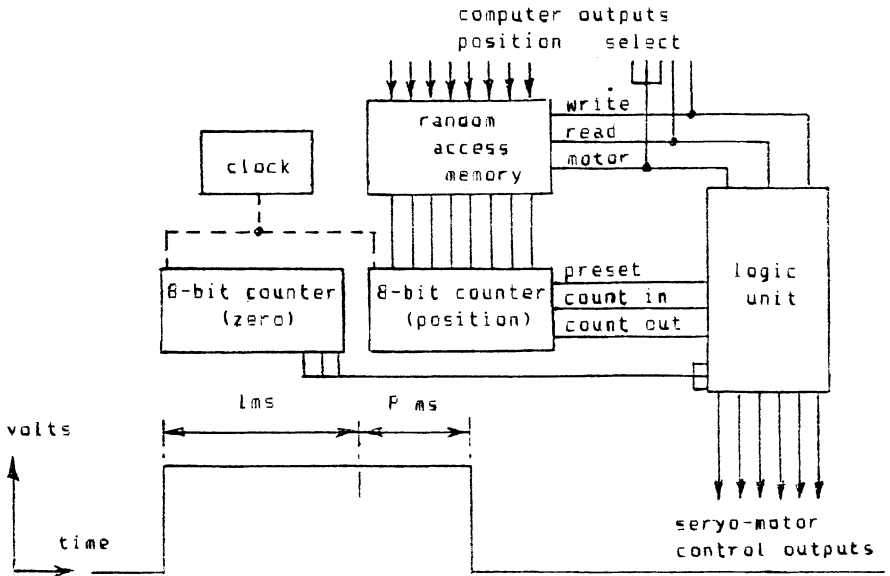 computer outputs
position select
write
random
access
memory
read
motor
clock
8-bit counter
(zero)
8-bit counter
(position)
preset
count in
count out
logic
unit
1ms
P ms
volts
time
servo-motor
control outputs